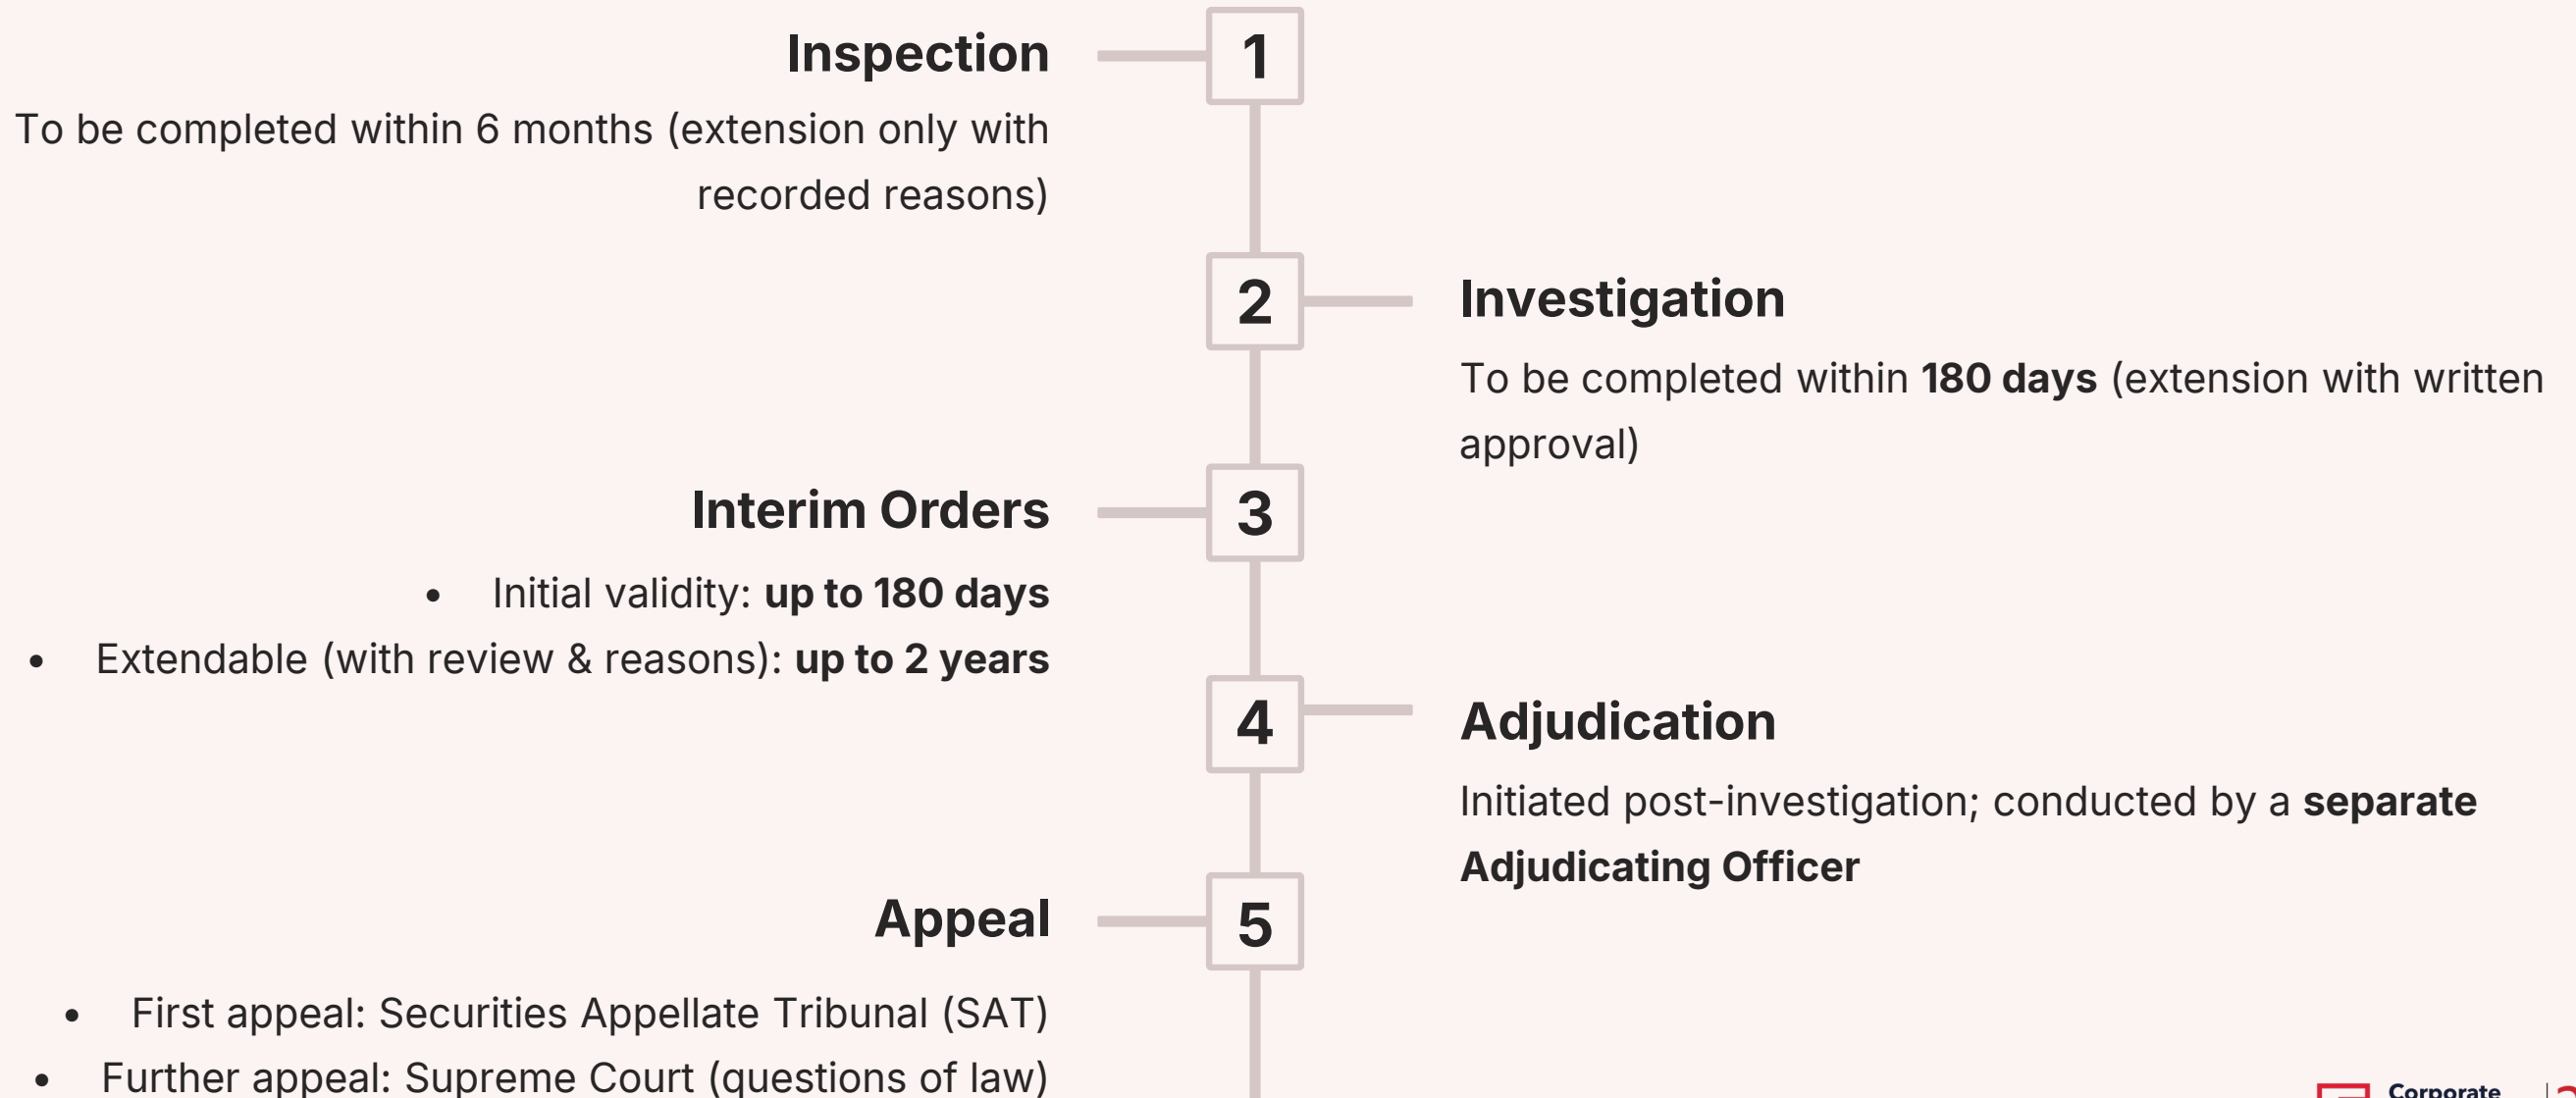 1
Inspection
To be completed within 6 months (extension only with
recorded reasons)
2
Investigation
To be completed within 180 days (extension with written
approval)
3
Interim Orders
• Initial validity: up to 180 days
• Extendable (with review & reasons): up to 2 years
4
Adjudication
Initiated post-investigation; conducted by a separate
Adjudicating Officer
5
Appeal
• First appeal: Securities Appellate Tribunal (SAT)
• Further appeal: Supreme Court (questions of law)
Corporate